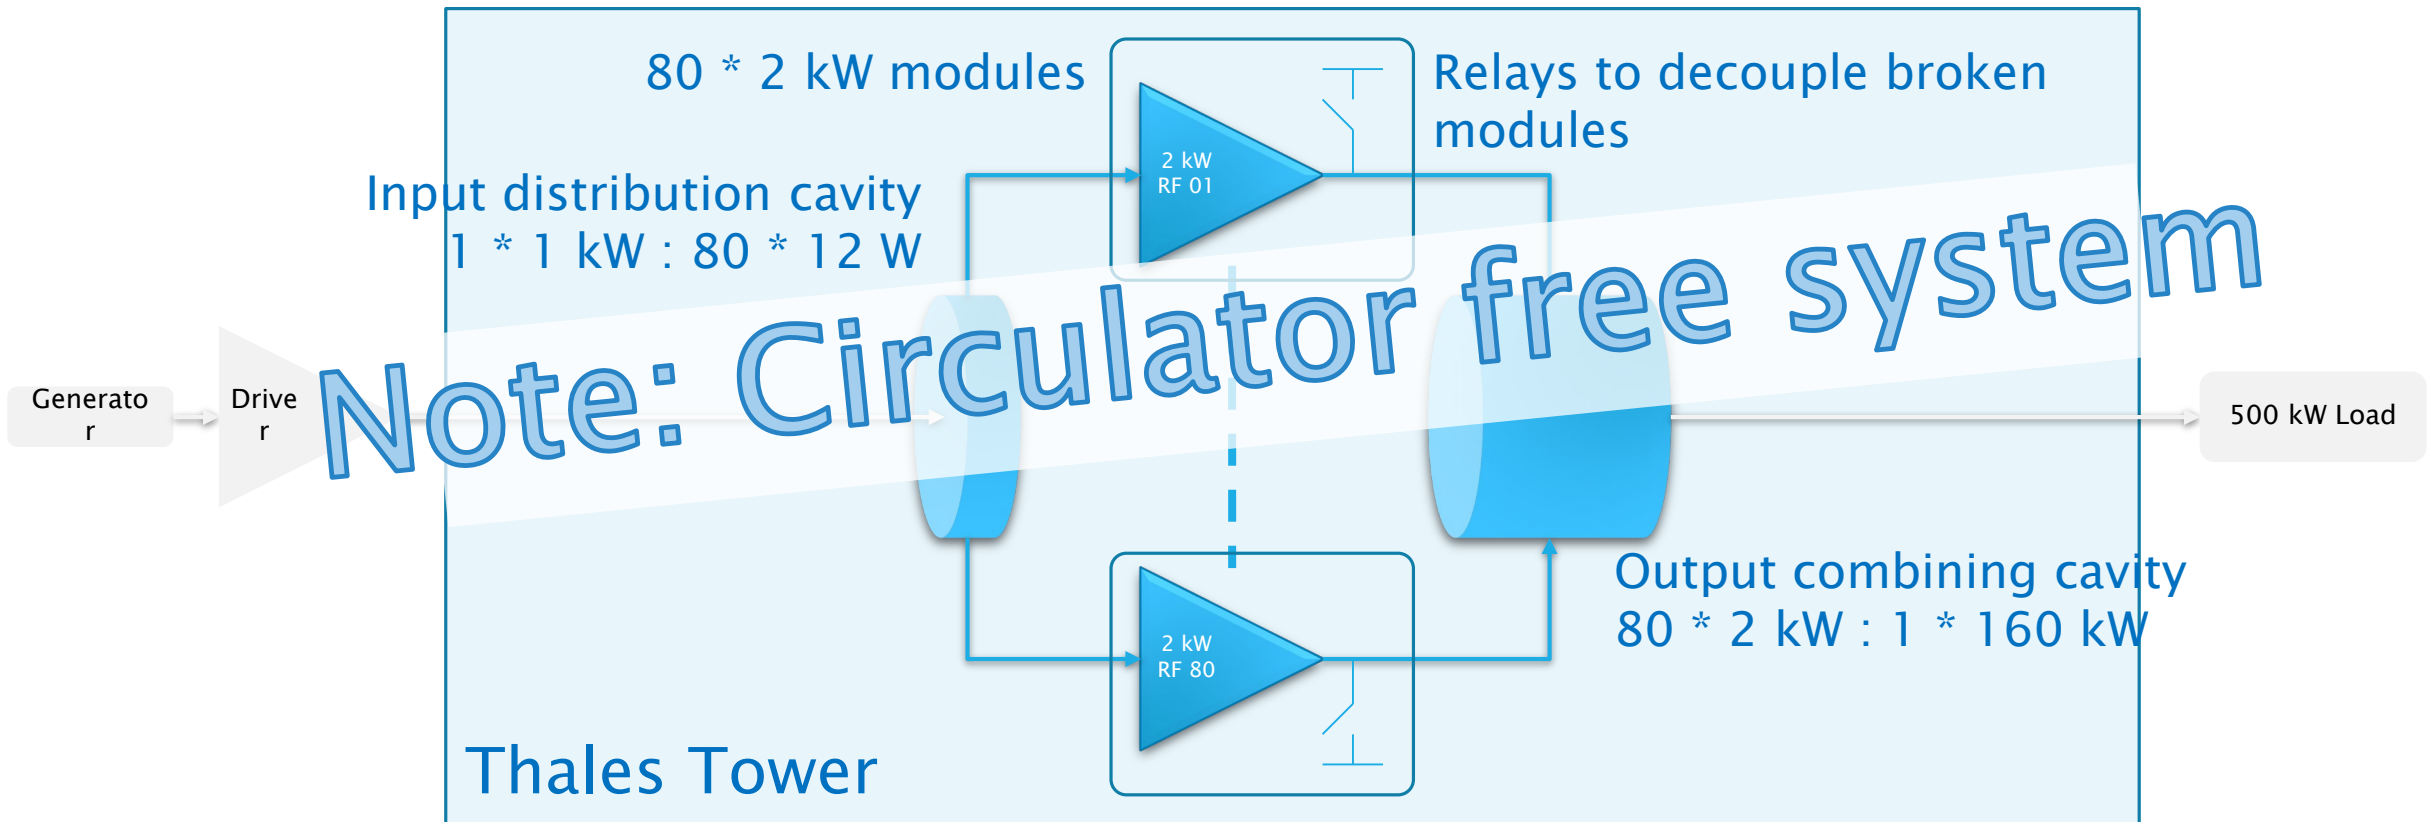 80 * 2 kW modules
Relays to decouple broken
modules
2 kW
RF 01
Input distribution cavity
1 * 1 kW : 80 * 12 W
Note: Circulator free system
Generato
r
Drive
r
500 kW Load
Output combining cavity
80 * 2 kW : 1 * 160 kW
2 kW
RF 80
Thales Tower